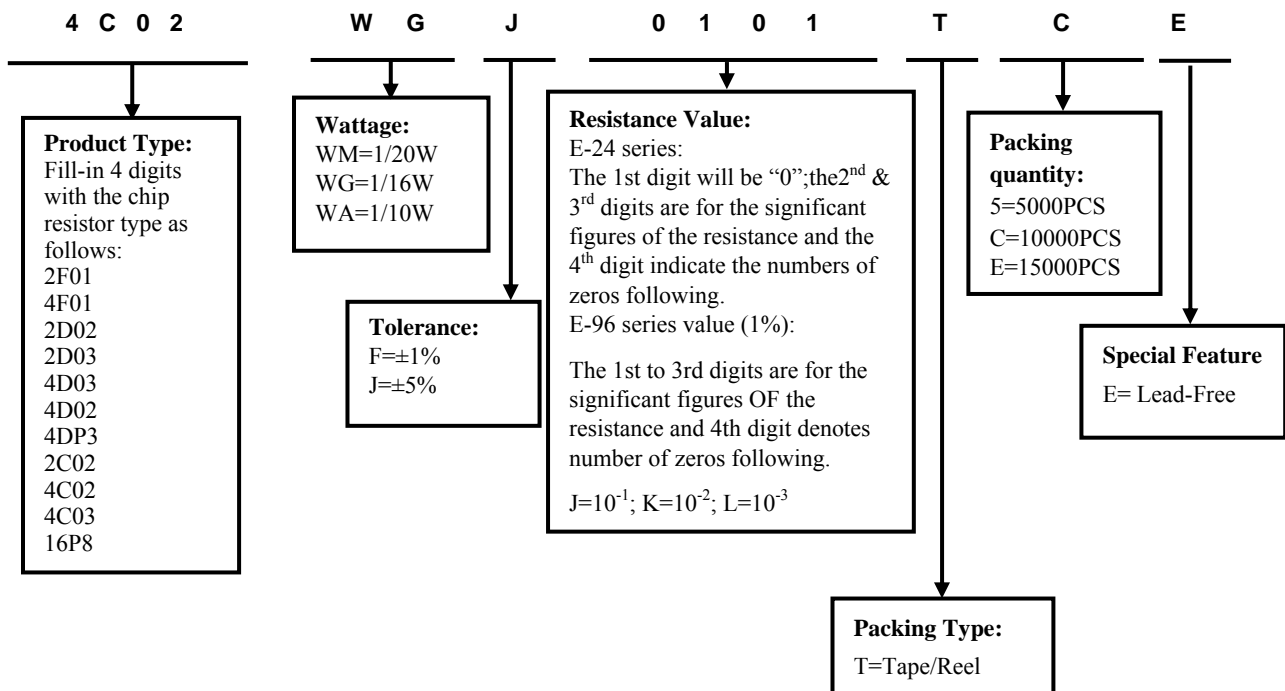 4 C 0 2 W G J 0 1 0 1 T C E
Product Type:
Fill-in 4 digits
with the chip
resistor type as
follows:
2F01
4F01
2D02
2D03
4D03
4D02
4DP3
2C02
4C02
4C03
16P8
Wattage:
WM=1/20W
WG=1/16W
WA=1/10W
Tolerance:
F=±1%
J=±5%
Resistance Value:
E-24 series:
The 1st digit will be “0”;the2nd &
3rd digits are for the significant
figures of the resistance and the
4th digit indicate the numbers of
zeros following.
E-96 series value (1%):
The 1st to 3rd digits are for the
significant figures OF the
resistance and 4th digit denotes
number of zeros following.
J=10-1; K=10-2; L=10-3
Packing
quantity:
5=5000PCS
C=10000PCS
E=15000PCS
Special Feature
E= Lead-Free
Packing Type:
T=Tape/Reel